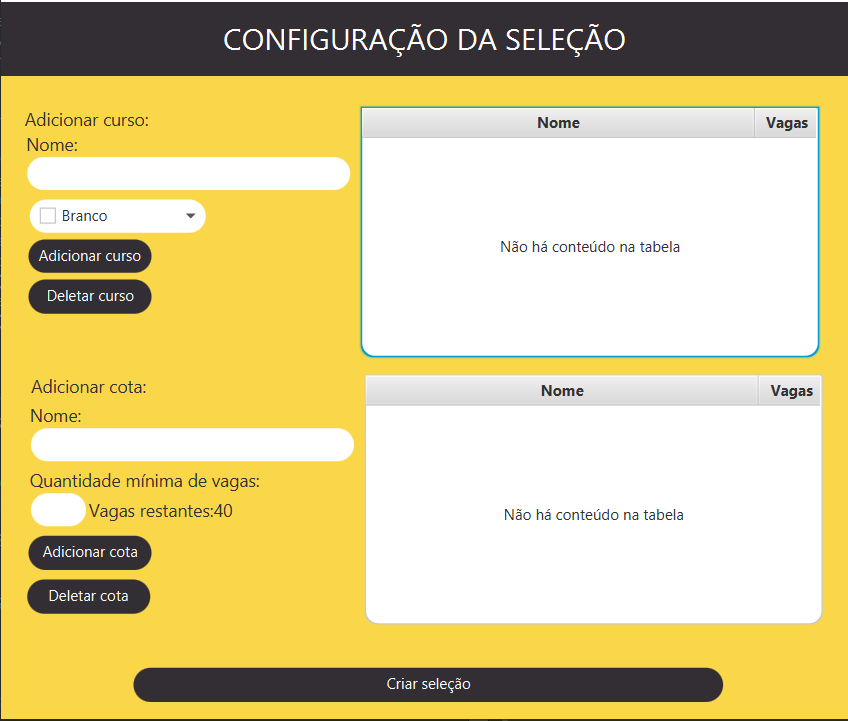 CONFIGURAÇÃO DA SELEÇÃO
Adicionar curso:
Nome:
Branco
Adicionar curso
Deletar curso
Nome Vagas
Não há conteúdo na tabela
Adicionar cota:
Nome:
Quantidade mínima de vagas:
Vagas restantes:40
Adicionar cota
Deletar cota
Nome Vagas
Não há conteúdo na tabela
Criar seleção